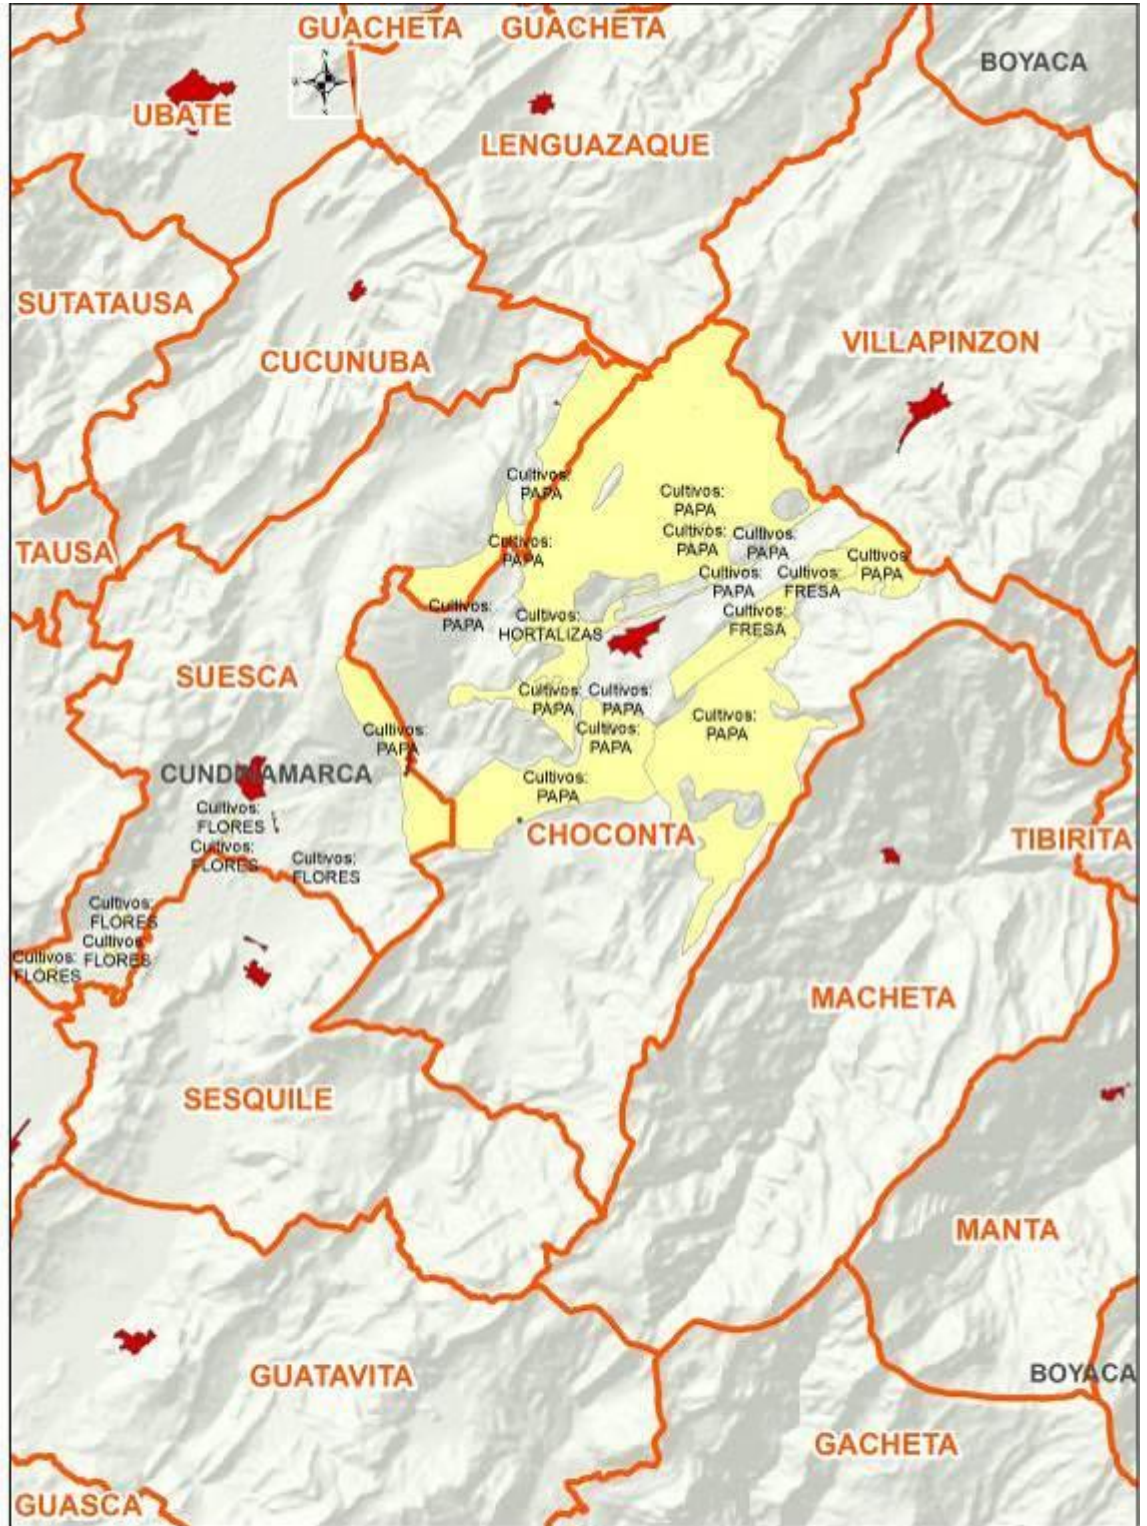 GUACHETA
GUACHETA
BOYACA
UBATE
LENGUAZAQUE
SUTATAUSA
VILLAPINZON
CUCUNUBA
Cultivos:
PAPA
Cultivos:
PAPA
Cultivos:
PAPA
Cultivos:
PAPA
Cultivos:
PAPA
TAUSA
Cultivos:
PAPA
Cultivos:
PAPA
Cultivos:
FRESA
Cultivos:
PAPA
Cultivos:
HORTALIZAS
Cultivos:
FRESA
SUESCA
Cultivos:
PAPA
Cultivos:
PAPA
Cultivos:
PAPA
Cultivos:
PAPA
Cultivos:
PAPA
CUNDINAMARCA
Cultivos:
PAPA
Cultivos:
FLORES
CHOCONTA
TIBIRITA
Cultivos:
FLORES
Cultivos:
FLORES
Cultivos:
FLORES
Cultivos:
FLORES
Cultivos:
FLORES
MACHETA
SESQUILE
MANTA
GUATAVITA
BOYACA
GACHETA
GUASCA